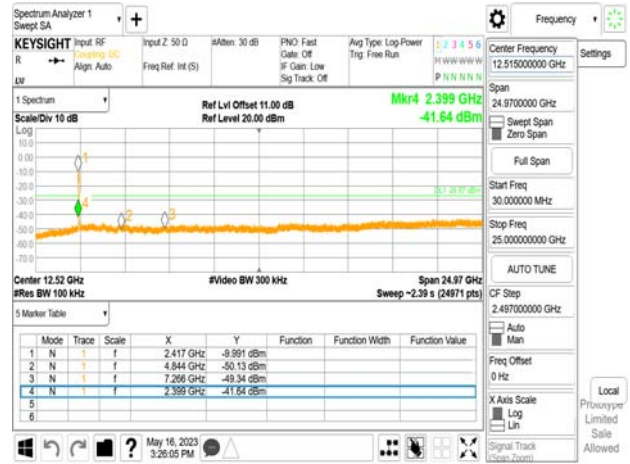 Spectrum Analyzer 1
Swept SA
Frequency
KEYSIGHT
R
Input: RF
Coupling: DC
Align: Auto
Input Z: 50 Ω
Freq Ref: Int (S)
#Atten: 30 dB
PNO: Fast
Gate: Off
IF Gain: Low
Sig Track: Off
Avg Type: Log-Power
Trig: Free Run
1 2 3 4 5 6
M W W W W W
P N N N N N
1 Spectrum
Scale/Div 10 dB
Ref Lvl Offset 11.00 dB
Ref Level 20.00 dBm
Mkr4 2.399 GHz
-41.64 dBm
Log
10.0
0.00
-10.0
-20.0
-30.0
-40.0
-50.0
-60.0
-70.0
1
2
3
4
Center 12.52 GHz
#Res BW 100 kHz
#Video BW 300 kHz
Span 24.97 GHz
Sweep ~2.39 s (24971 pts)
5 Marker Table
Mode Trace Scale X Y Function Function Width Function Value
1 N 1 f 2.417 GHz -9.991 dBm
2 N 1 f 4.844 GHz -50.13 dBm
3 N 1 f 7.266 GHz -49.34 dBm
4 N 1 f 2.399 GHz -41.64 dBm
5
6
?
May 16, 2023
3:26:05 PM
Center Frequency
12.515000000 GHz
Settings
Span
24.9700000 GHz
Swept Span
Zero Span
Full Span
Start Freq
30.000000 MHz
Stop Freq
25.000000000 GHz
AUTO TUNE
CF Step
2.497000000 GHz
Auto
Man
Freq Offset
0 Hz
X Axis Scale
Log
Lin
Signal Track
(Span Zoom)
Local
Prototype
Limited
Sale
Allowed